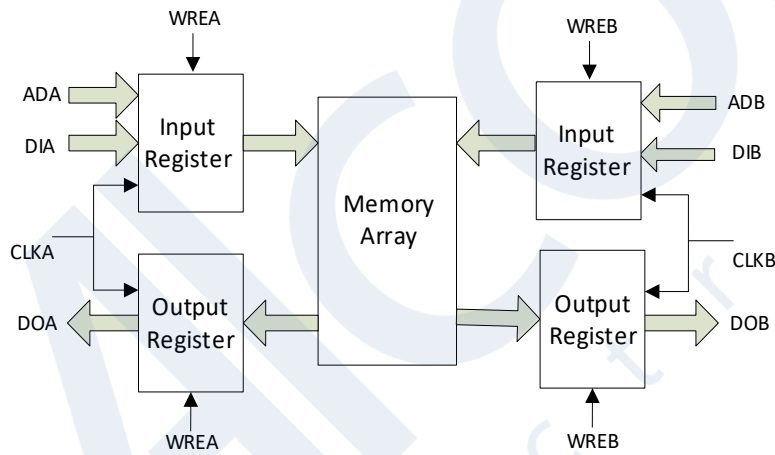 WREA
WREB
ADA
ADB
DIA
DIB
Input
Register
Input
Register
Memory
Array
CLKA
CLKB
DOA
DOB
Output
Register
Output
Register
WREA
WREB